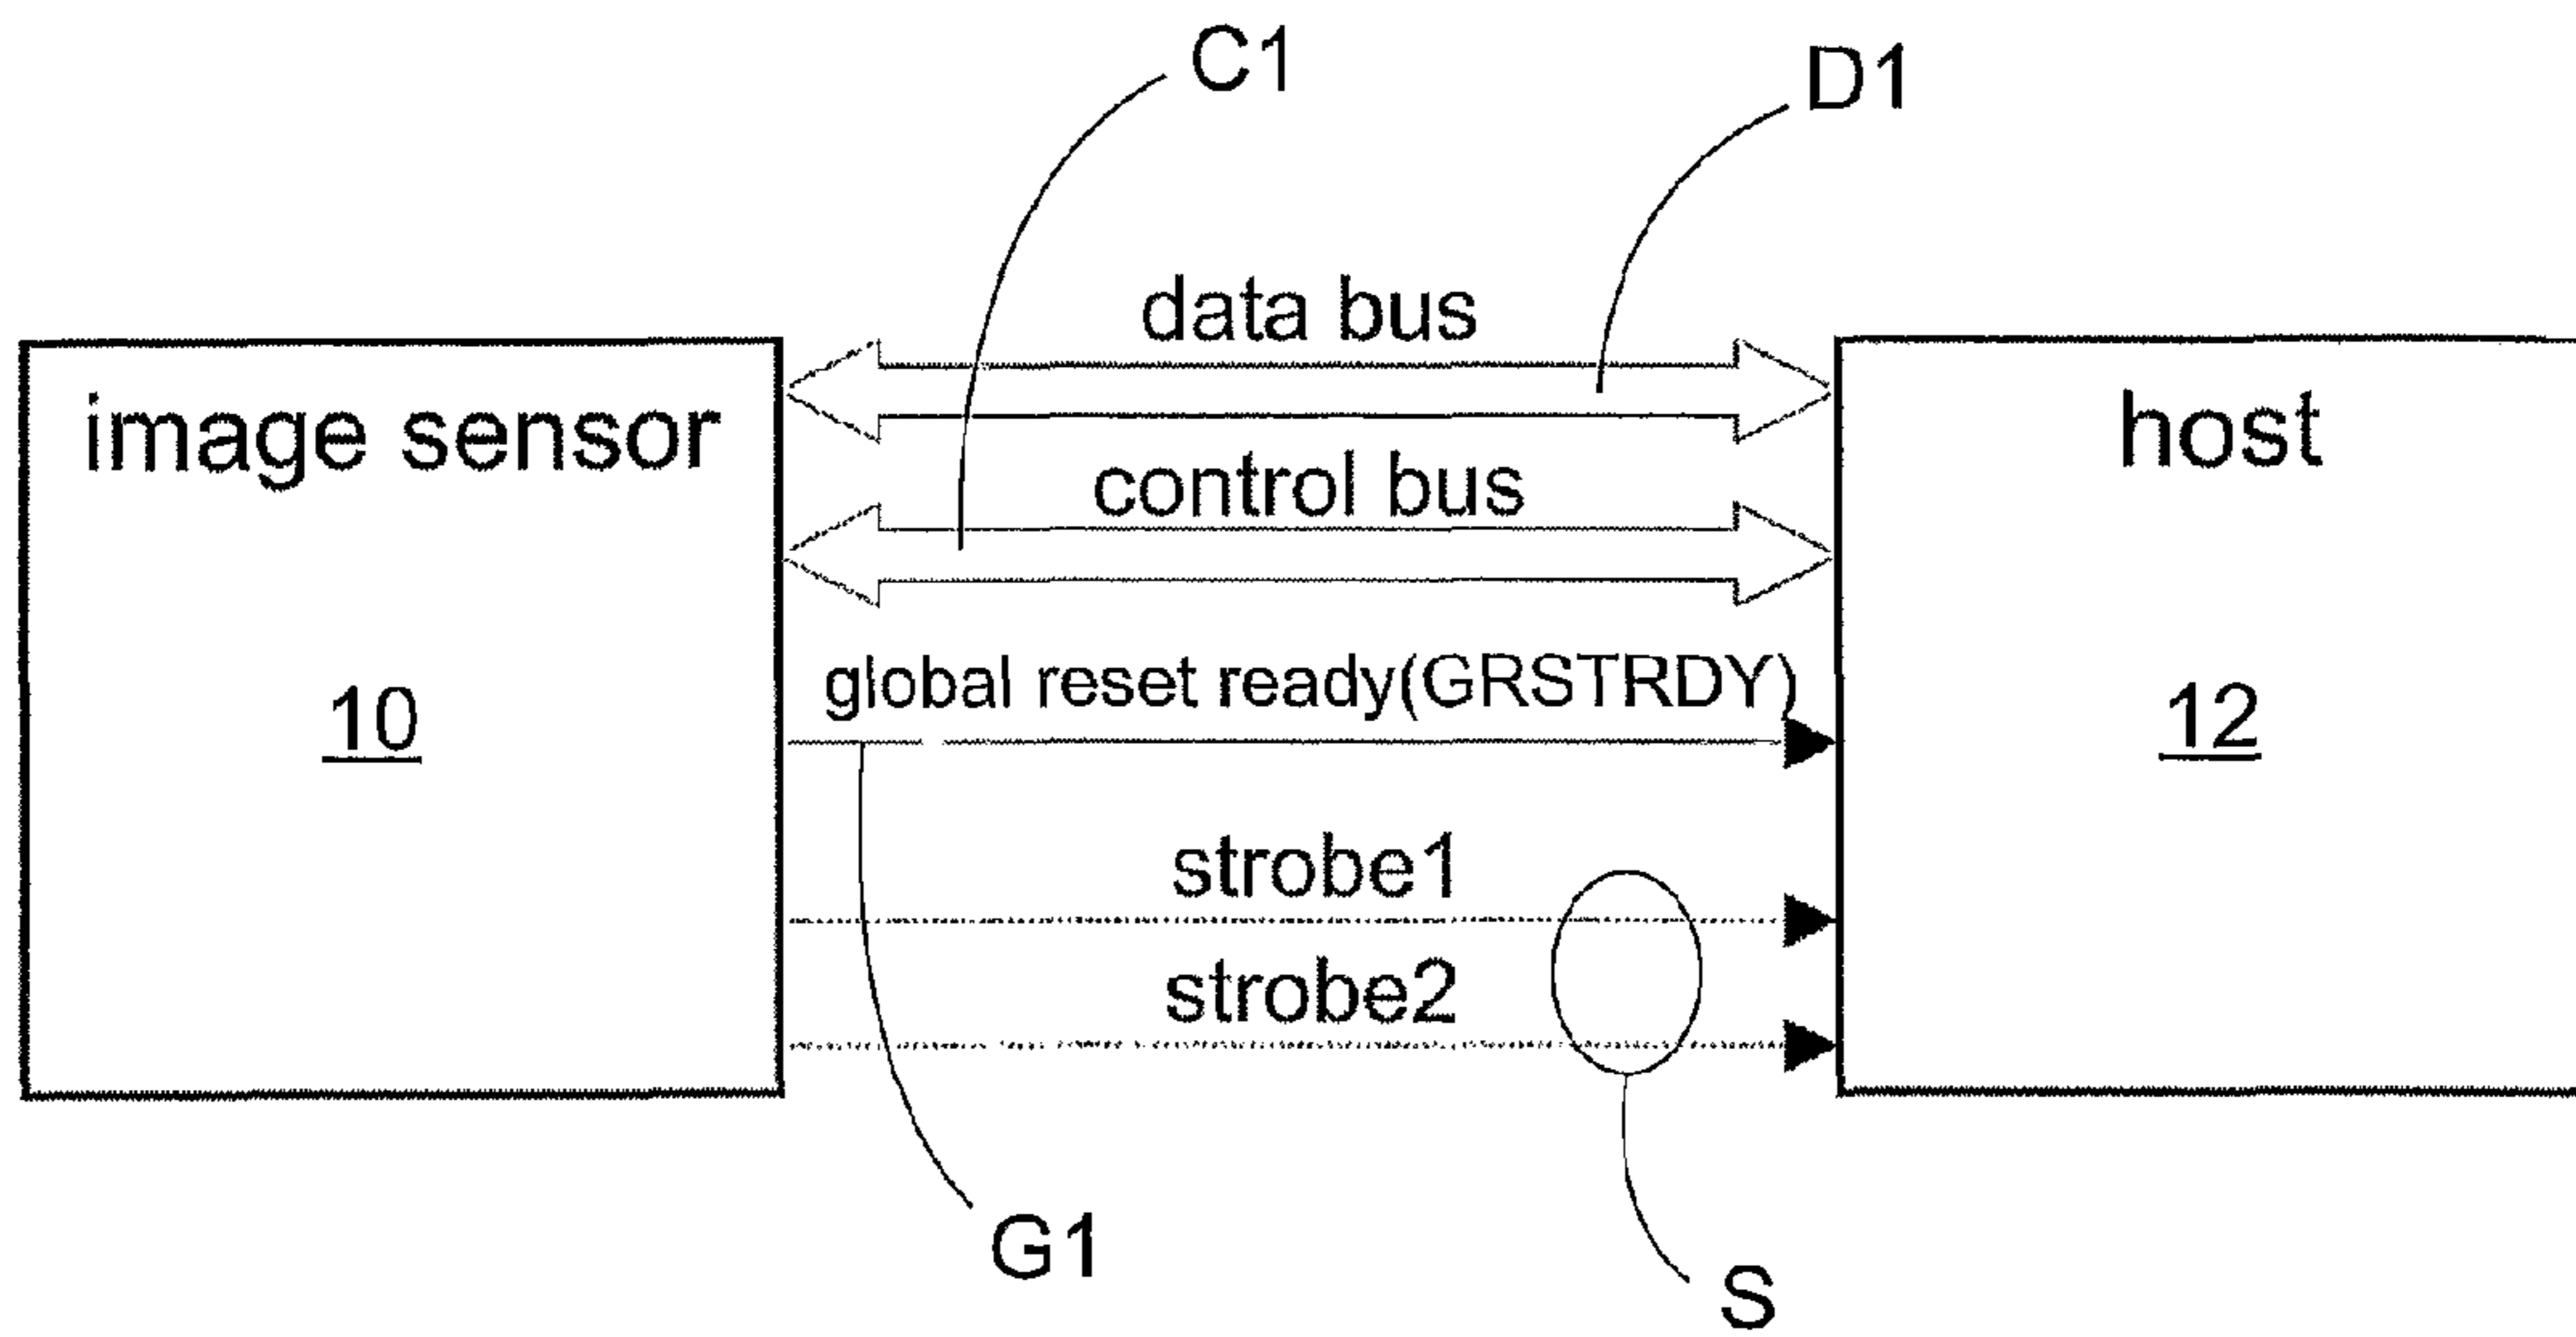 C1
D1
data bus
image sensor
host
control bus
global reset ready(GRSTRDY)
10
12
strobe1
strobe2
G1
S